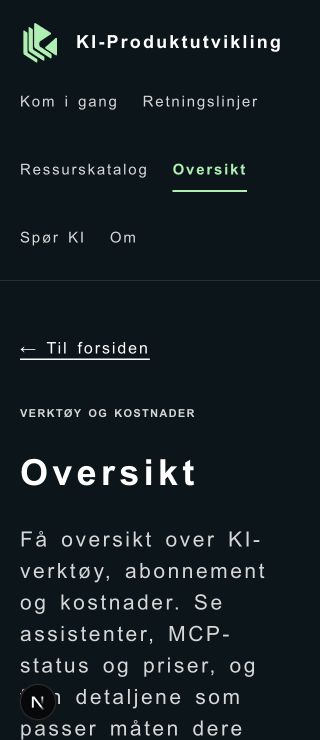 KI-Produktutvikling
Kom i gang Retningslinjer
Ressurskatalog Oversikt
Spør KI Om
← Til forsiden
VERKTØY OG KOSTNADER
Oversikt
Få oversikt over KI-
verktøy, abonnement
og kostnader. Se
assistenter, MCP-
status og priser, og
detaljene som
passer måten dere